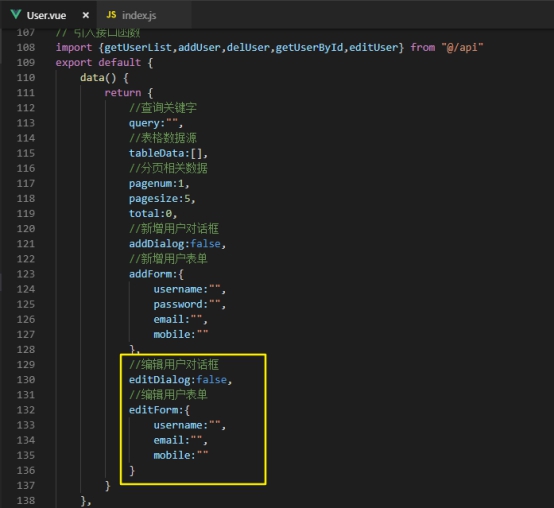 User.vue × JS index.js
107 // 引入接口函数
108 import {getUserList,addUser,delUser,getUserById,editUser} from "@/api"
109 export default {
110 data() {
111 return {
112 //查询关键字
113 query:"",
114 //表格数据源
115 tableData:[],
116 //分页相关数据
117 pagenum:1,
118 pagesize:5,
119 total:0,
120 //新增用户对话框
121 addDialog:false,
122 //新增用户表单
123 addForm:{
124 username:"",
125 password:"",
126 email:"",
127 mobile:""
128 },
129 //编辑用户对话框
130 editDialog:false,
131 //编辑用户表单
132 editForm:{
133 username:"",
134 email:"",
135 mobile:""
136 }
137 }
138 },